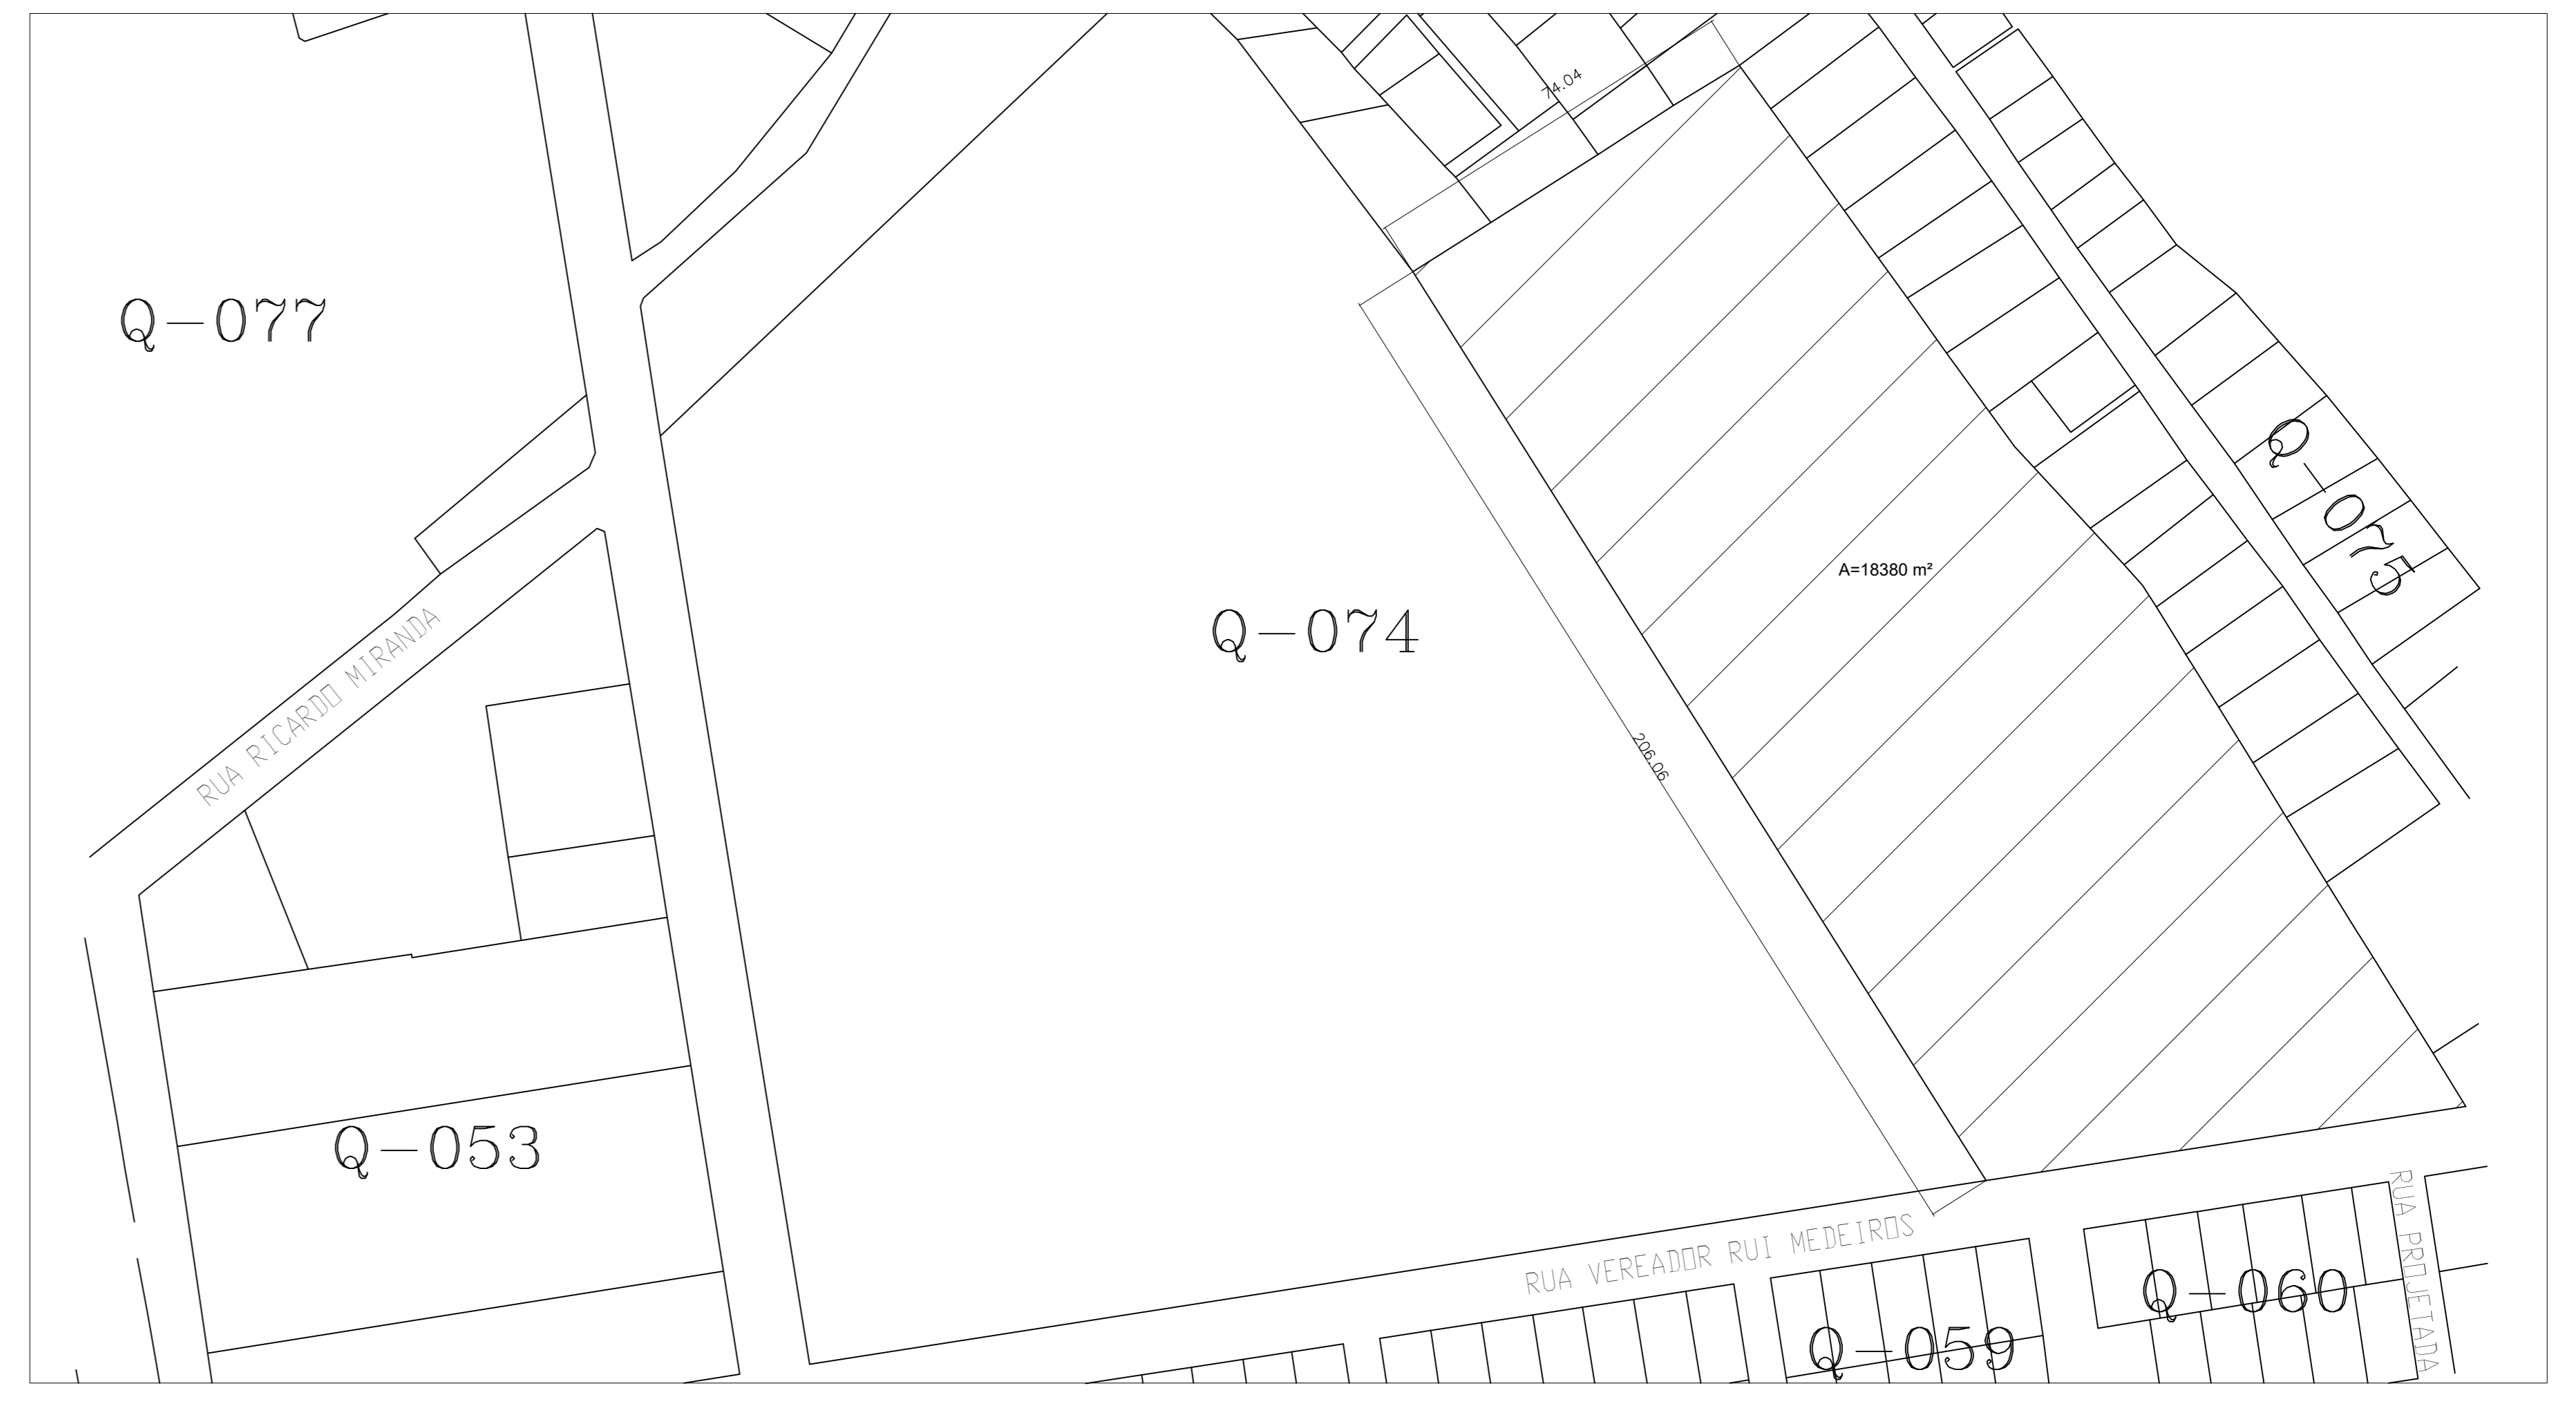 74.04
Q-077
Q-075
A=18380 m²
Q-074
RUA RICARDO MIRANDA
206.06
Q-053
RUA VEREADOR RUI MEDEIROS
RUA PROJETADA
Q-060
Q-059